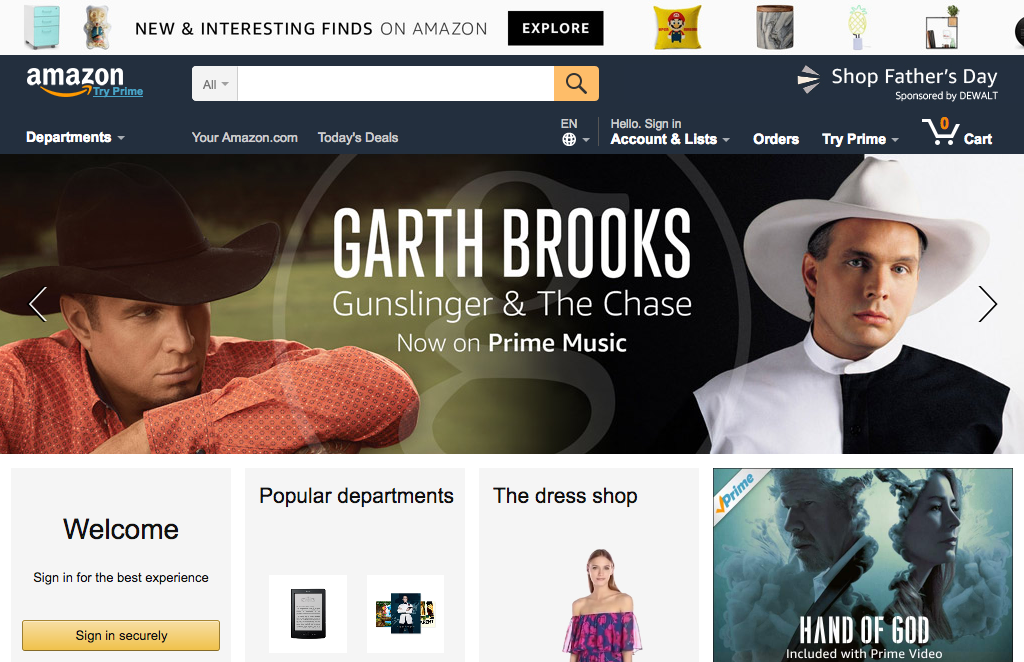 NEW & INTERESTING FINDS ON AMAZON
EXPLORE
amazon
Try Prime
All
Shop Father's Day
Sponsored by DEWALT
Departments
Your Amazon.com
Today's Deals
EN
Hello. Sign in
Account & Lists
Orders
Try Prime
0
Cart
GARTH BROOKS
Gunslinger & The Chase
Now on Prime Music
Welcome
Sign in for the best experience
Sign in securely
Popular departments
The dress shop
Prime
HAND OF GOD
Included with Prime Video